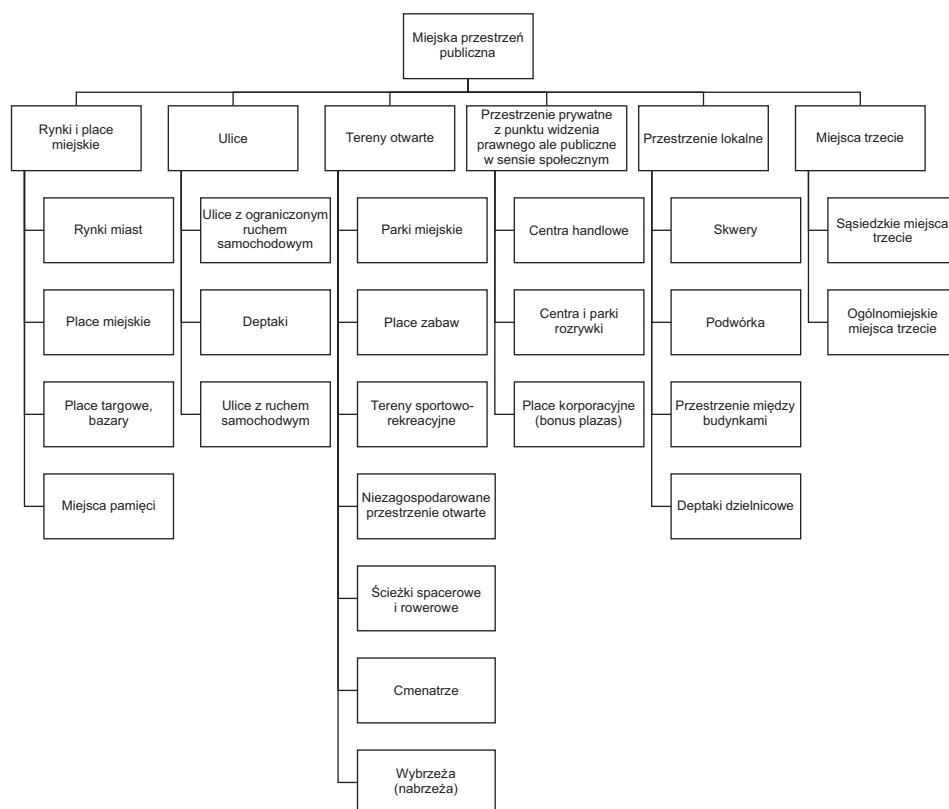 Miejska przestrzeń
publiczna
Rynki i place
miejskie
Ulice
Tereny otwarte
Przestrzenie prywatne
z punktu widzenia
prawnego ale publiczne
w sensie społecznym
Przestrzenie lokalne
Miejsca trzecie
Rynki miast
Place miejskie
Place targowe,
bazary
Miejsca pamięci
Ulice z ograniczonym
ruchem
samochodowym
Deptaki
Ulice z ruchem
samochodwym
Parki miejskie
Place zabaw
Tereny sportowo-
rekreacyjne
Niezagospodarowane
przestrzenie otwarte
Ścieżki spacerowe
i rowerowe
Cmenatrze
Wybrzeża
(nabrzeża)
Centra handlowe
Centra i parki
rozrywki
Place korporacyjne
(bonus plazas)
Skwery
Podwórka
Przestrzenie między
budynkami
Deptaki dzielnicowe
Sąsiedzkie miejsca
trzecie
Ogólnomiejskie
miejsca trzecie